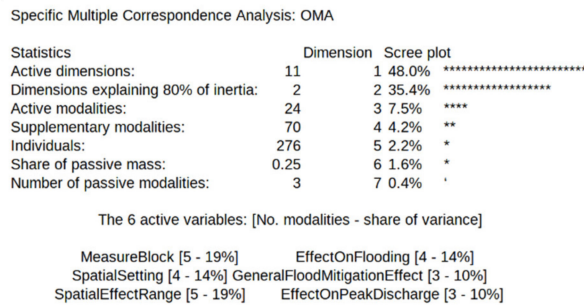 Specific Multiple Correspondence Analysis: OMA
Statistics Dimension Scree plot
Active dimensions: 11 1 48.0% ************************
Dimensions explaining 80% of inertia: 2 2 35.4% ******************
Active modalities: 24 3 7.5% ****
Supplementary modalities: 70 4 4.2% **
Individuals: 276 5 2.2% *
Share of passive mass: 0.25 6 1.6% *
Number of passive modalities: 3 7 0.4% '
The 6 active variables: [No. modalities - share of variance]
MeasureBlock [5 - 19%] EffectOnFlooding [4 - 14%]
SpatialSetting [4 - 14%] GeneralFloodMitigationEffect [3 - 10%]
SpatialEffectRange [5 - 19%] EffectOnPeakDischarge [3 - 10%]